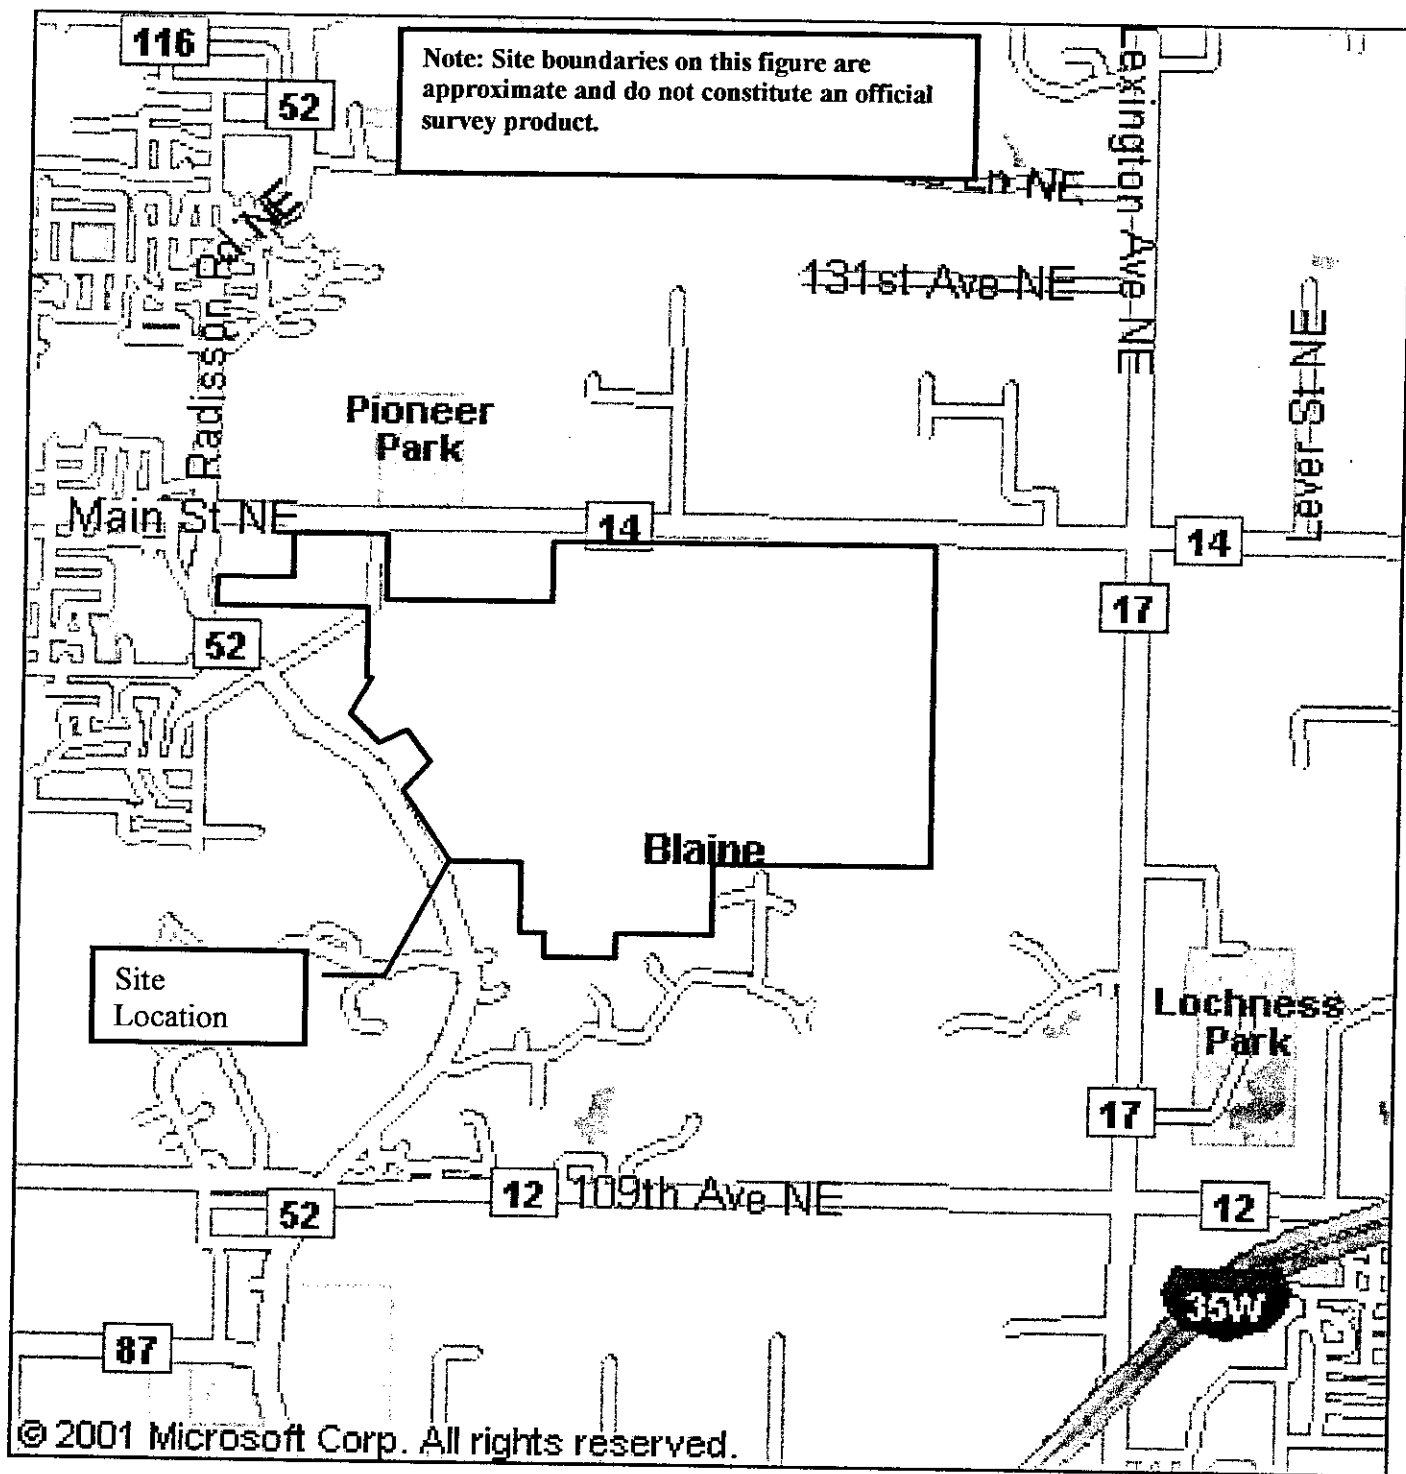 116
Note: Site boundaries on this figure are
approximate and do not constitute an official
survey product.
52
Lexington Ave NE
Ln NE
Radisson Rd NE
131st Ave NE
Lever St NE
Pioneer
Park
Main St NE
14
14
17
52
Blaine
Site
Location
Lochness
Park
17
12
109th Ave NE
12
52
35W
87
© 2001 Microsoft Corp. All rights reserved.